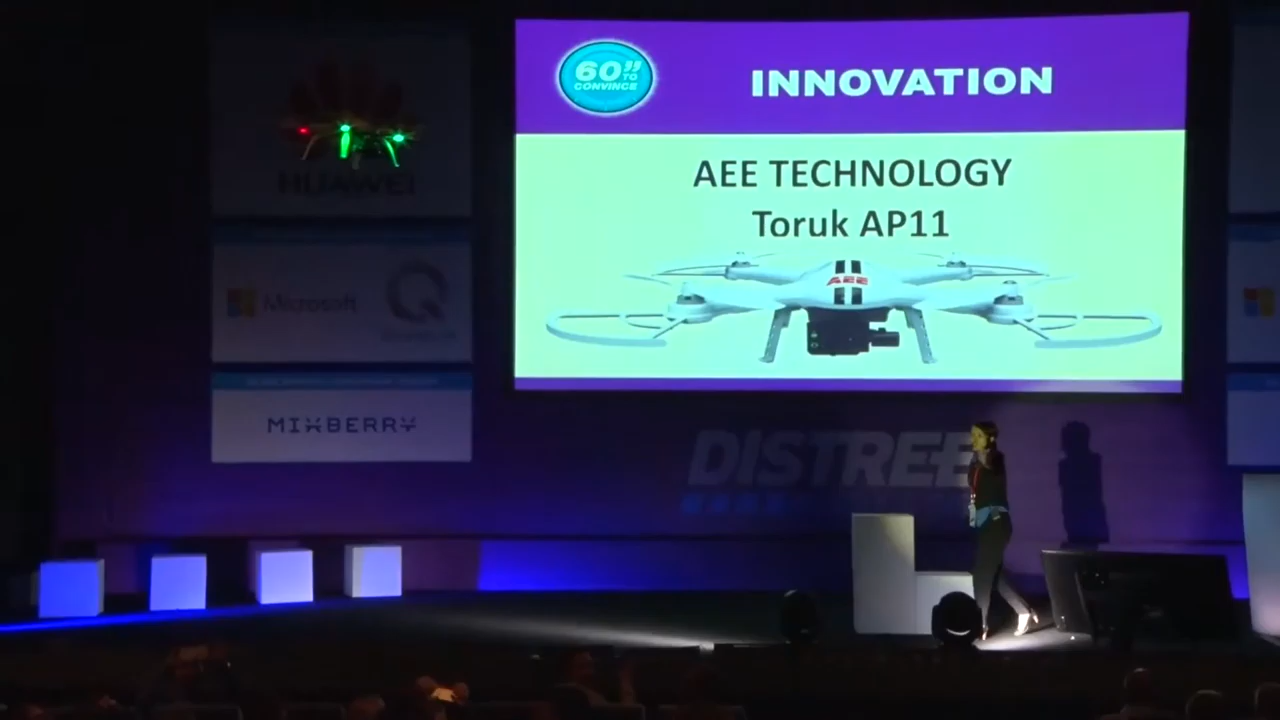 60" TO
CONVINCE
INNOVATION
AEE TECHNOLOGY
Toruk AP11
AEE
HUAWEI
Microsoft
MIXBERRY
DISTREE